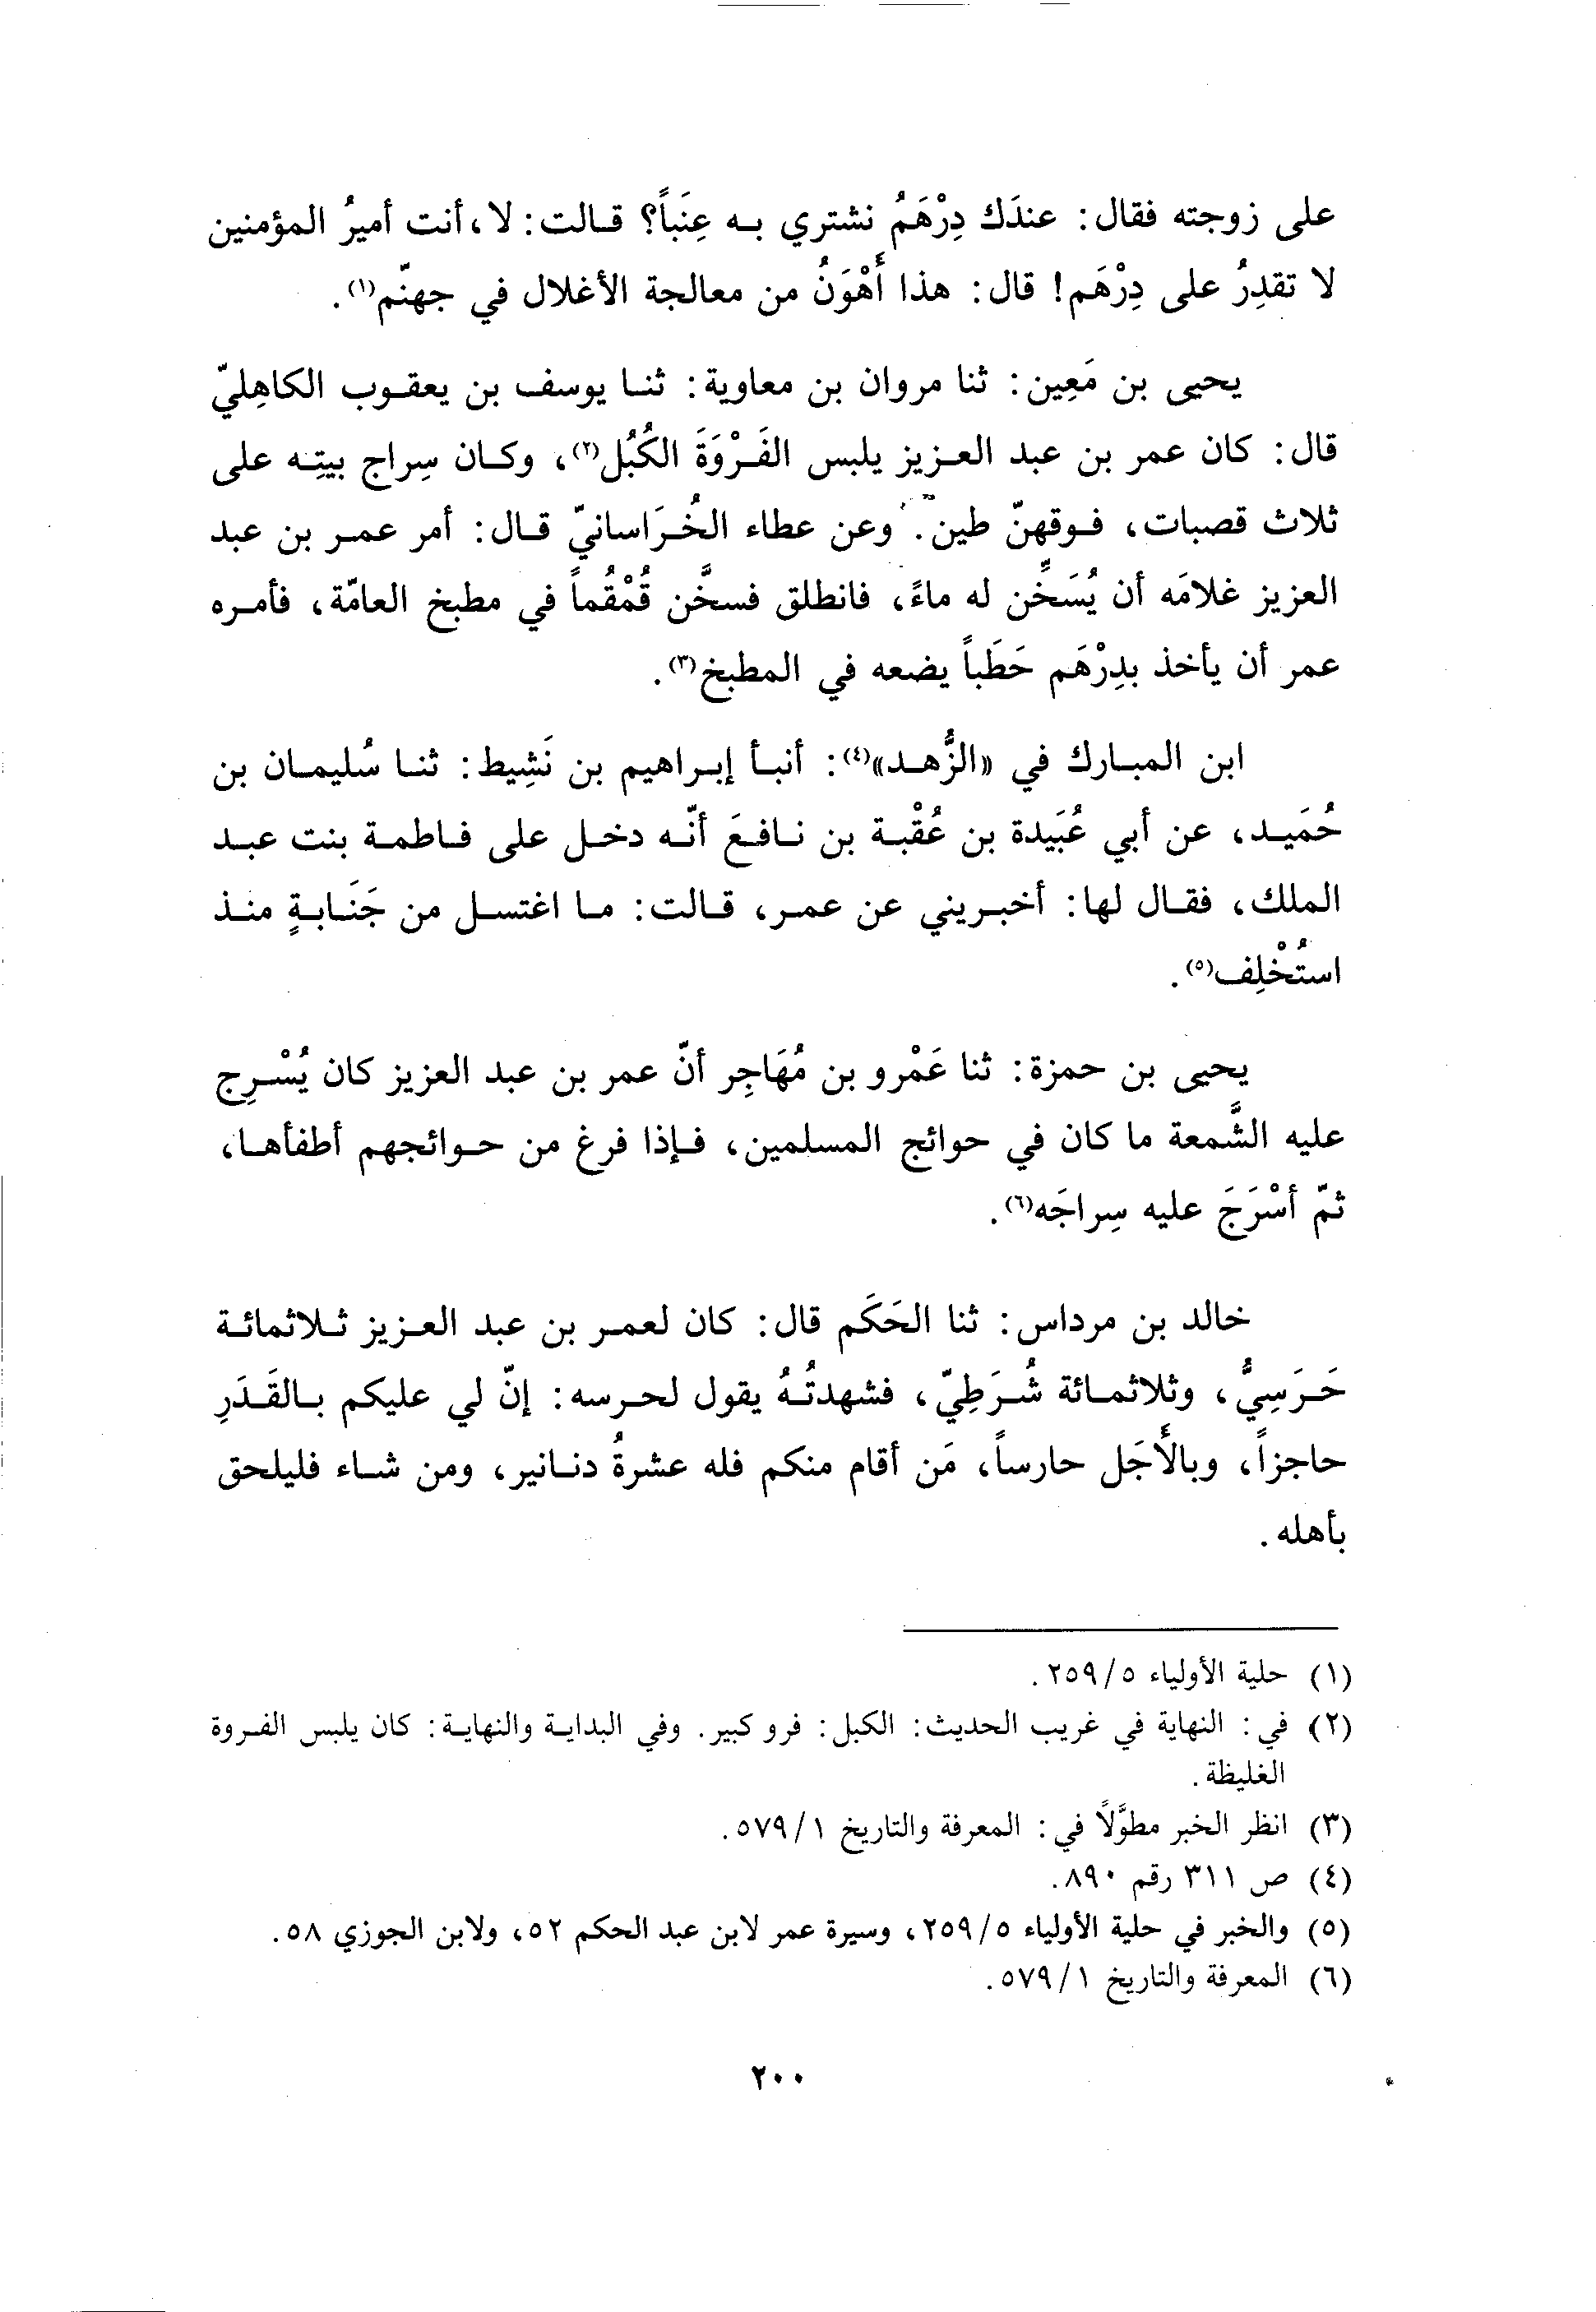 على زوجته فقال: عندَك دِرْهَمُ نشتري به عِنَباً؟ قالت: لا، أنت أميرُ المؤمنين
لا تقدِرُ على دِرْهَم! قال: هذا أَهْوَنُ من معالجة الأغلال في جهنّم(١).
يحيى بن مَعِين: ثنا مروان بن معاوية: ثنا يوسف بن يعقوب الكاهِليّ
قال: كان عمر بن عبد العزيز يلبس الفَرْوَةَ الكُبُل(٢)، وكان سِراج بيتِه على
ثلاث قصبات، فوقهنّ طين. وعن عطاء الخُرَاسانيّ قال: أمر عمر بن عبد
العزيز غلامَه أن يُسَخِّن له ماءً، فانطلق فسخَّن قُمْقُماً في مطبخ العامّة، فأمره
عمر أن يأخذ بدِرْهَم حَطَباً يضعه في المطبخ(٣).
ابن المبارك في «الزُّهد»(٤): أنبأ إبراهيم بن نَشِيط: ثنا سُليمان بن
حُمَيد، عن أبي عُبَيدة بن عُقْبة بن نافعَ أنّه دخل على فاطمة بنت عبد
الملك، فقال لها: أخبريني عن عمر، قالت: ما اغتسل من جَنَابةٍ منذ
استُخْلِف(٥).
يحيى بن حمزة: ثنا عَمْرو بن مُهَاجِر أنّ عمر بن عبد العزيز كان يُسْرِج
عليه الشَّمعة ما كان في حوائج المسلمين، فإذا فرغ من حوائجهم أطفأها،
ثمّ أسْرَجَ عليه سِراجَه(٦).
خالد بن مرداس: ثنا الحَكَم قال: كان لعمر بن عبد العزيز ثلاثمائة
حَرَسِيُّ، وثلاثمائة شُرَطِيّ، فشهدتُهُ يقول لحرسه: إنّ لي عليكم بالقَدَرِ
حاجزاً، وبالأَجَل حارساً، مَن أقام منكم فله عشرةُ دنانير، ومن شاء فليلحق
بأهله.
(١) حلية الأولياء ٢٥٩/٥.
(٢) في: النهاية في غريب الحديث: الكبل: فرو كبير. وفي البداية والنهاية: كان يلبس الفروة
الغليظة.
(٣) انظر الخبر مطوَّلاً في: المعرفة والتاريخ ٥٧٩/١.
(٤) ص ٣١١ رقم ٨٩٠.
(٥) والخبر في حلية الأولياء ٢٥٩/٥، وسيرة عمر لابن عبد الحكم ٥٢، ولابن الجوزي ٥٨.
(٦) المعرفة والتاريخ ٥٧٩/١.
٢٠٠